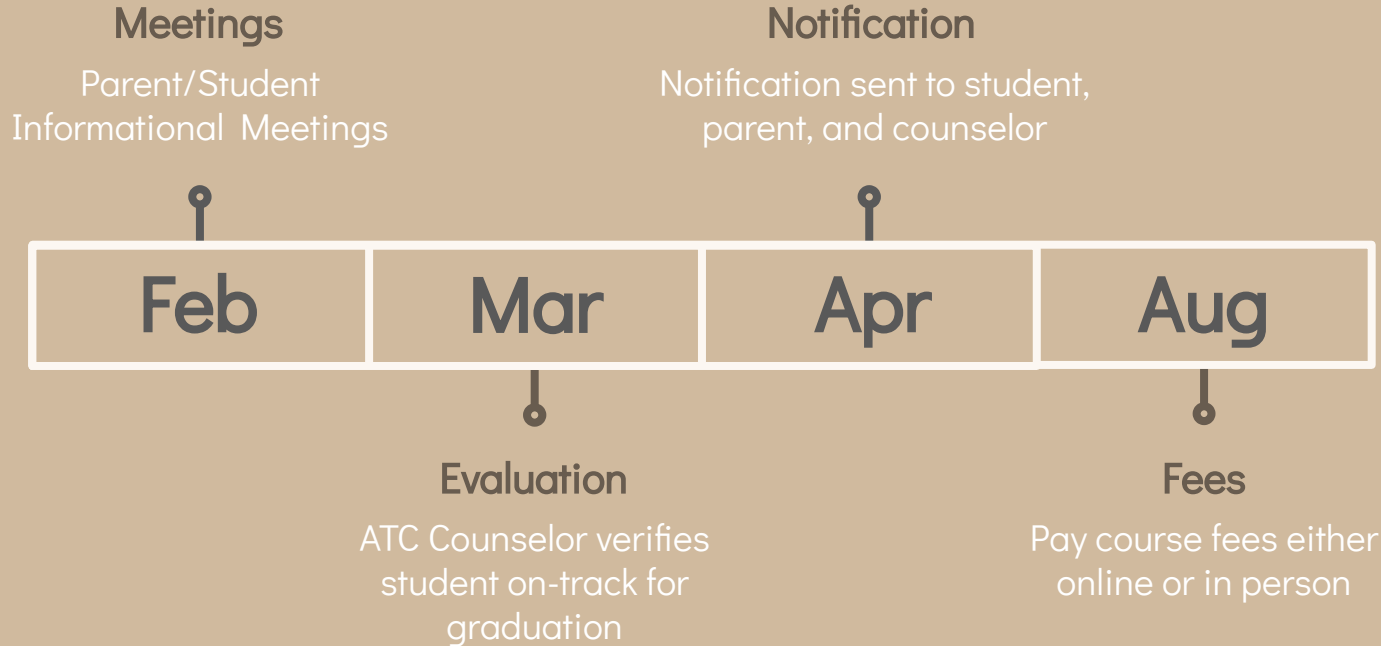 Meetings
Parent/Student
Informational Meetings
Notification
Notification sent to student,
parent, and counselor
Feb
Mar
Apr
Aug
Evaluation
ATC Counselor verifies
student on-track for
graduation
Fees
Pay course fees either
online or in person